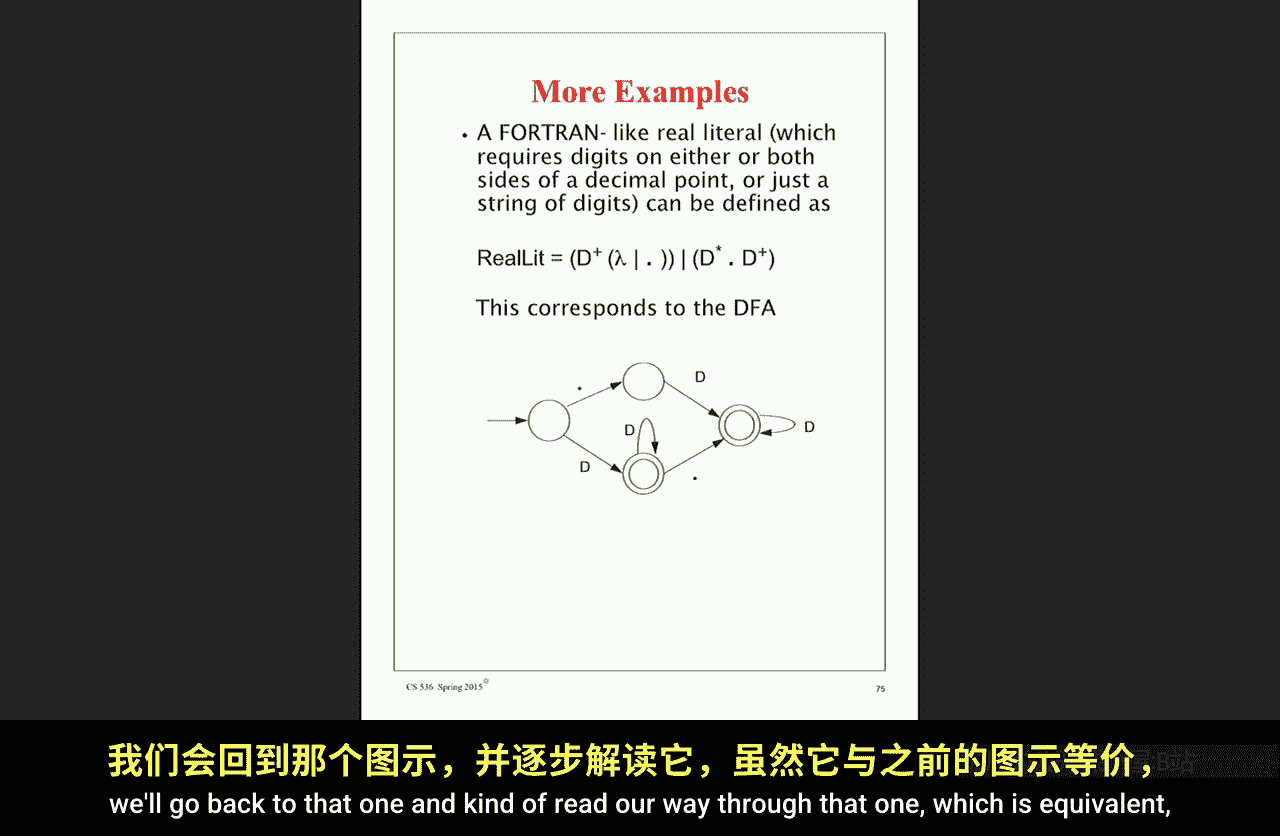 More Examples
• A FORTRAN- like real literal (which
requires digits on either or both
sides of a decimal point, or just a
string of digits) can be defined as
RealLit = (D⁺ (λ | . )) | (D* . D⁺)
This corresponds to the DFA
.
D
D
D
D
.
CS 536 Spring 2015©
75
我们会回到那个图示，并逐步解读它，虽然它与之前的图示等价，
we'll go back to that one and kind of read our way through that one, which is equivalent,